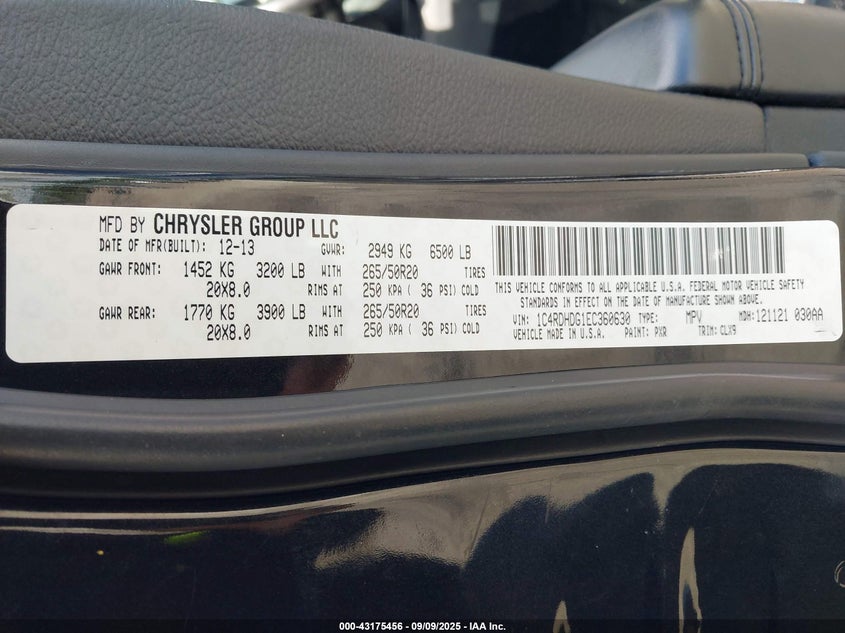 MFD BY CHRYSLER GROUP LLC
DATE OF MFR(BUILT): 12-13 GVWR: 2949 KG 6500 LB
GAWR FRONT: 1452 KG 3200 LB WITH 265/50R20 TIRES
20X8.0 RIMS AT 250 KPA ( 36 PSI) COLD
GAWR REAR: 1770 KG 3900 LB WITH 265/50R20 TIRES
20X8.0 RIMS AT 250 KPA ( 36 PSI) COLD
THIS VEHICLE CONFORMS TO ALL APPLICABLE U.S.A. FEDERAL MOTOR VEHICLE SAFETY
STANDARDS IN EFFECT ON THE DATE OF MANUFACTURE SHOWN ABOVE.
VIN: 1C4RDHDG1EC360630 TYPE: MPV MDH: 121121 030AA
VEHICLE MADE IN U.S.A. PAINT: PXR TRIM: CLX9
000-43175456 - 09/09/2025 - IAA Inc.